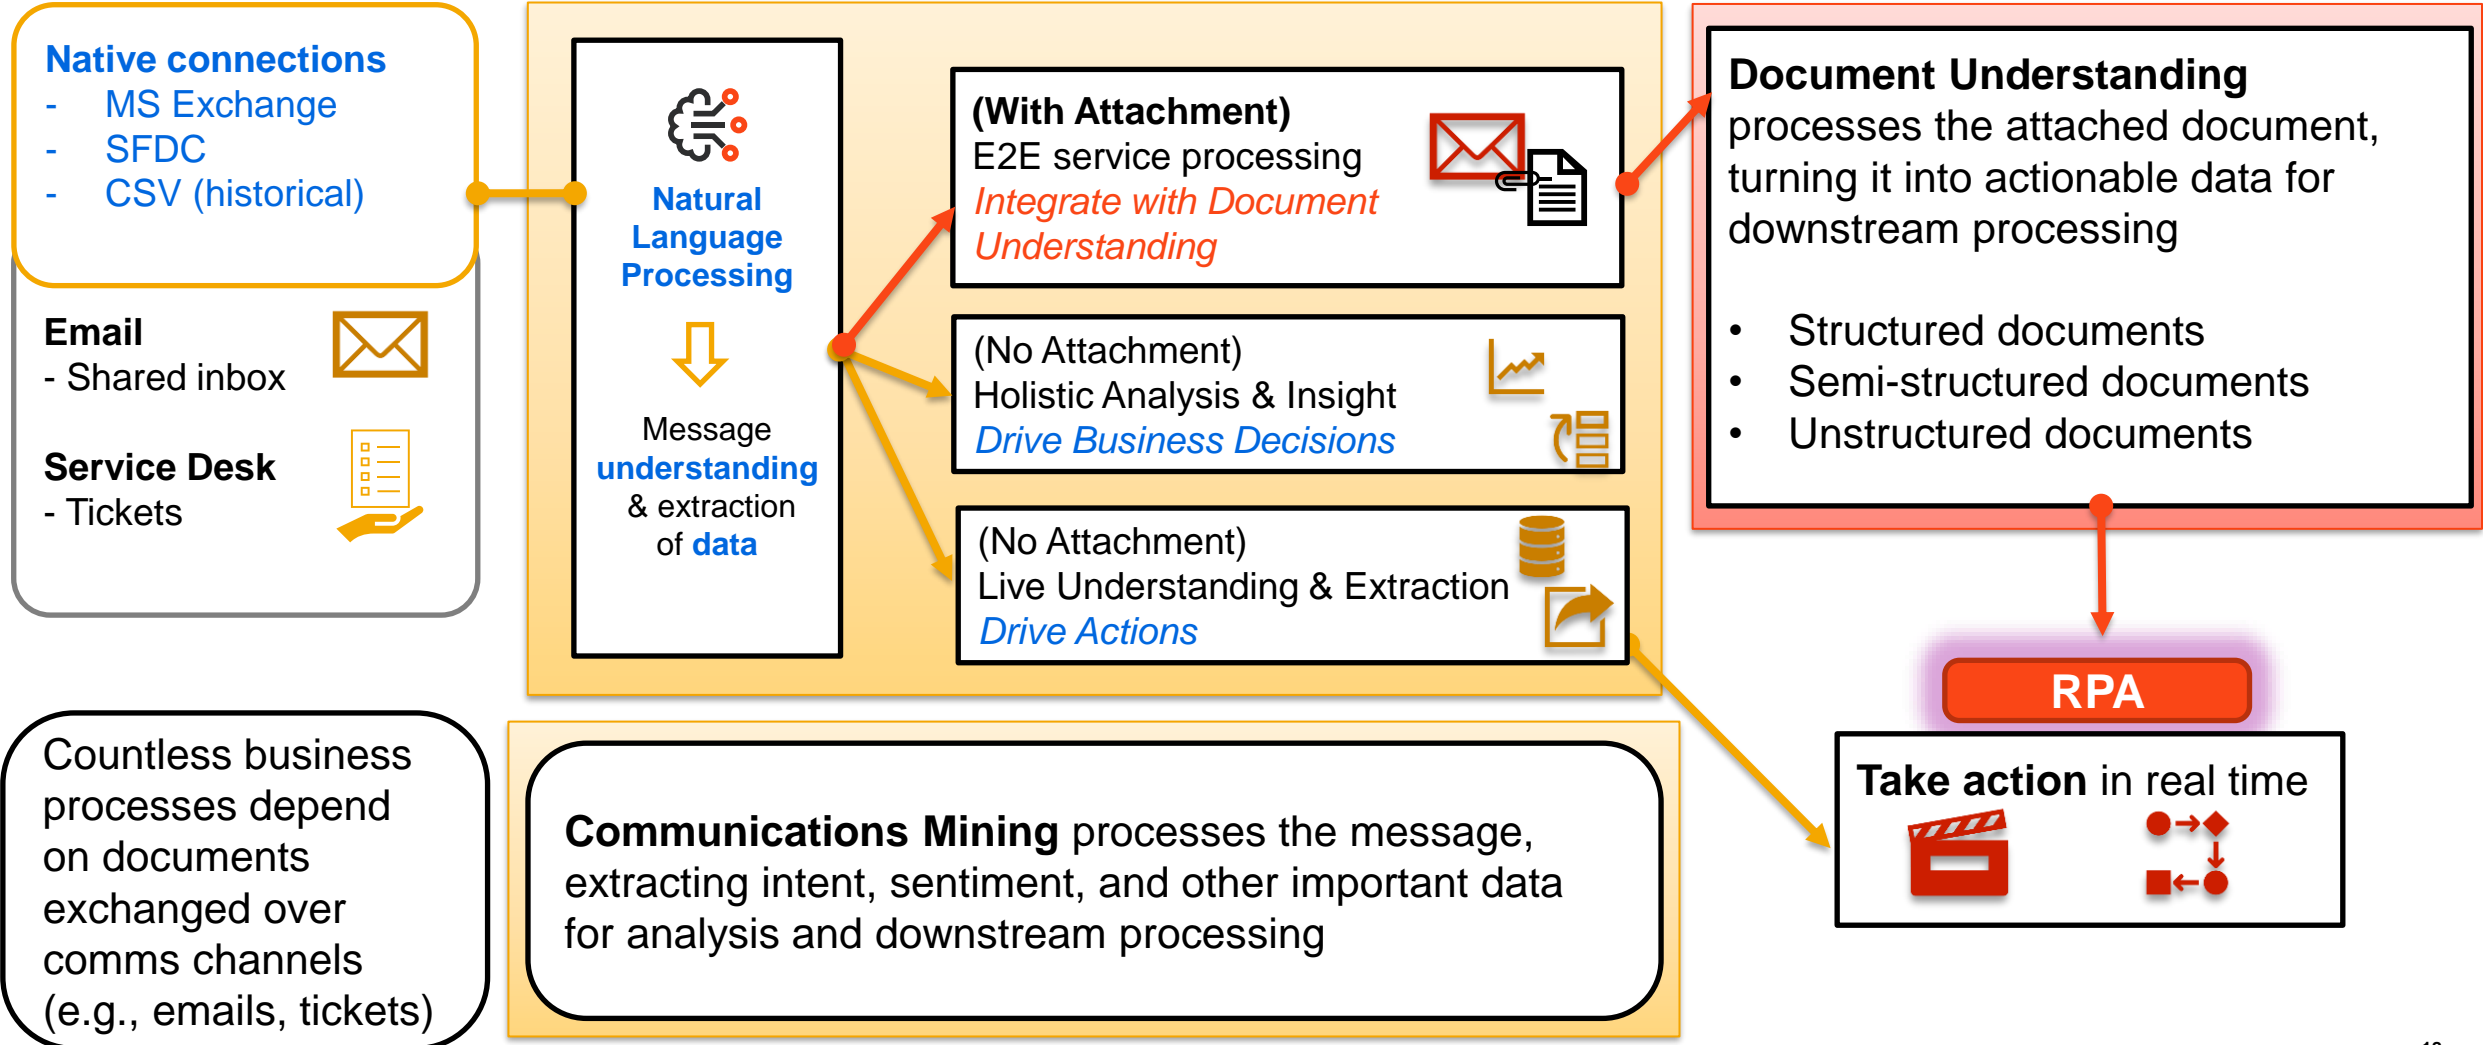 Native connections
- MS Exchange
- SFDC
- CSV (historical)
Email
- Shared inbox
Service Desk
- Tickets
Countless business
processes depend
on documents
exchanged over
comms channels
(e.g., emails, tickets)
Natural
Language
Processing
Message
understanding
& extraction
of data
(With Attachment)
E2E service processing
Integrate with Document
Understanding
(No Attachment)
Holistic Analysis & Insight
Drive Business Decisions
(No Attachment)
Live Understanding & Extraction
Drive Actions
Communications Mining processes the message,
extracting intent, sentiment, and other important data
for analysis and downstream processing
Document Understanding
processes the attached document,
turning it into actionable data for
downstream processing
• Structured documents
• Semi-structured documents
• Unstructured documents
RPA
Take action in real time